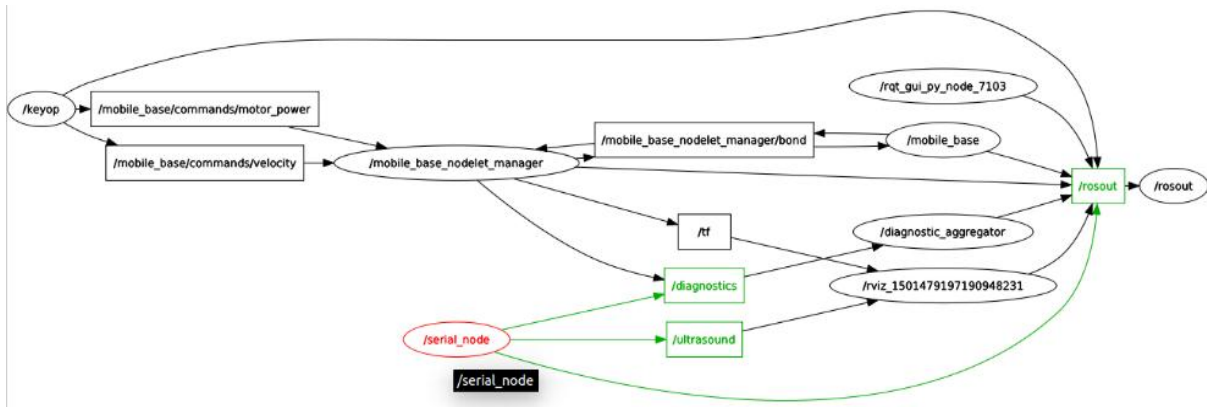 /keyop
/mobile_base/commands/motor_power
/mobile_base/commands/velocity
/mobile_base_nodelet_manager
/mobile_base_nodelet_manager/bond
/rqt_gui_py_node_7103
/mobile_base
/rosout
/rosout
/tf
/diagnostic_aggregator
/diagnostics
/rviz_1501479197190948231
/serial_node
/ultrasound
/serial_node